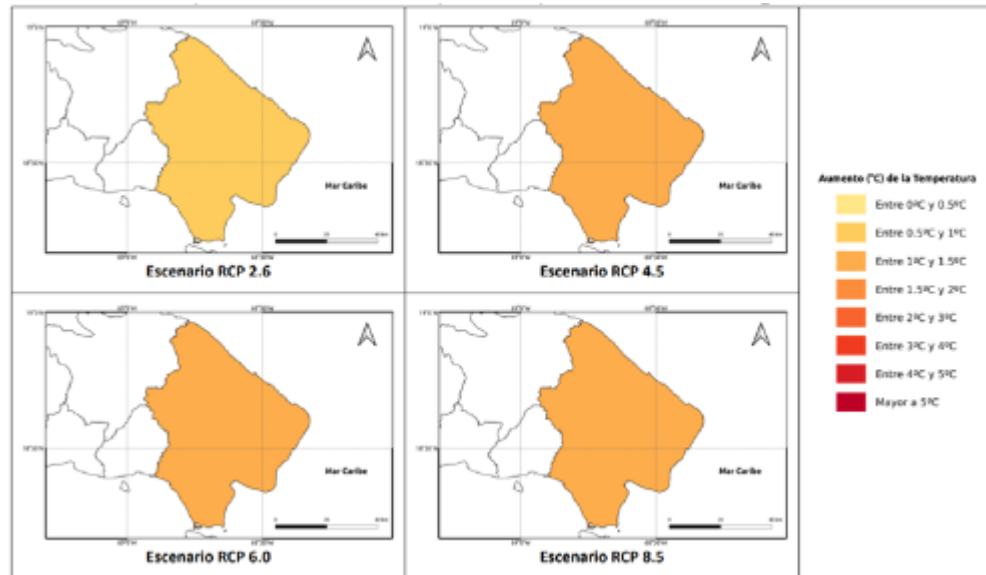 Mar Caribe
Escenario RCP 2.6
Mar Caribe
Escenario RCP 4.5
Mar Caribe
Escenario RCP 6.0
Mar Caribe
Escenario RCP 8.5
Aumento (°C) de la Temperatura
Entre 0ºC y 0.5ºC
Entre 0.5ºC y 1ºC
Entre 1ºC y 1.5ºC
Entre 1.5ºC y 2ºC
Entre 2ºC y 3ºC
Entre 3ºC y 4ºC
Entre 4ºC y 5ºC
Mayor a 5ºC